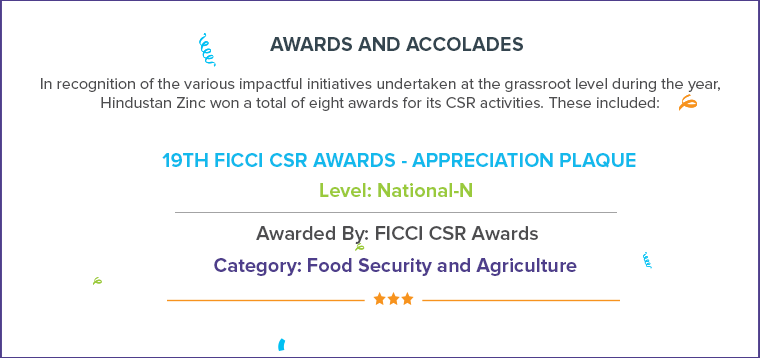 AWARDS AND ACCOLADES
In recognition of the various impactful initiatives undertaken at the grassroot level during the year,
Hindustan Zinc won a total of eight awards for its CSR activities. These included:
19TH FICCI CSR AWARDS - APPRECIATION PLAQUE
Level: National-N
Awarded By: FICCI CSR Awards
Category: Food Security and Agriculture